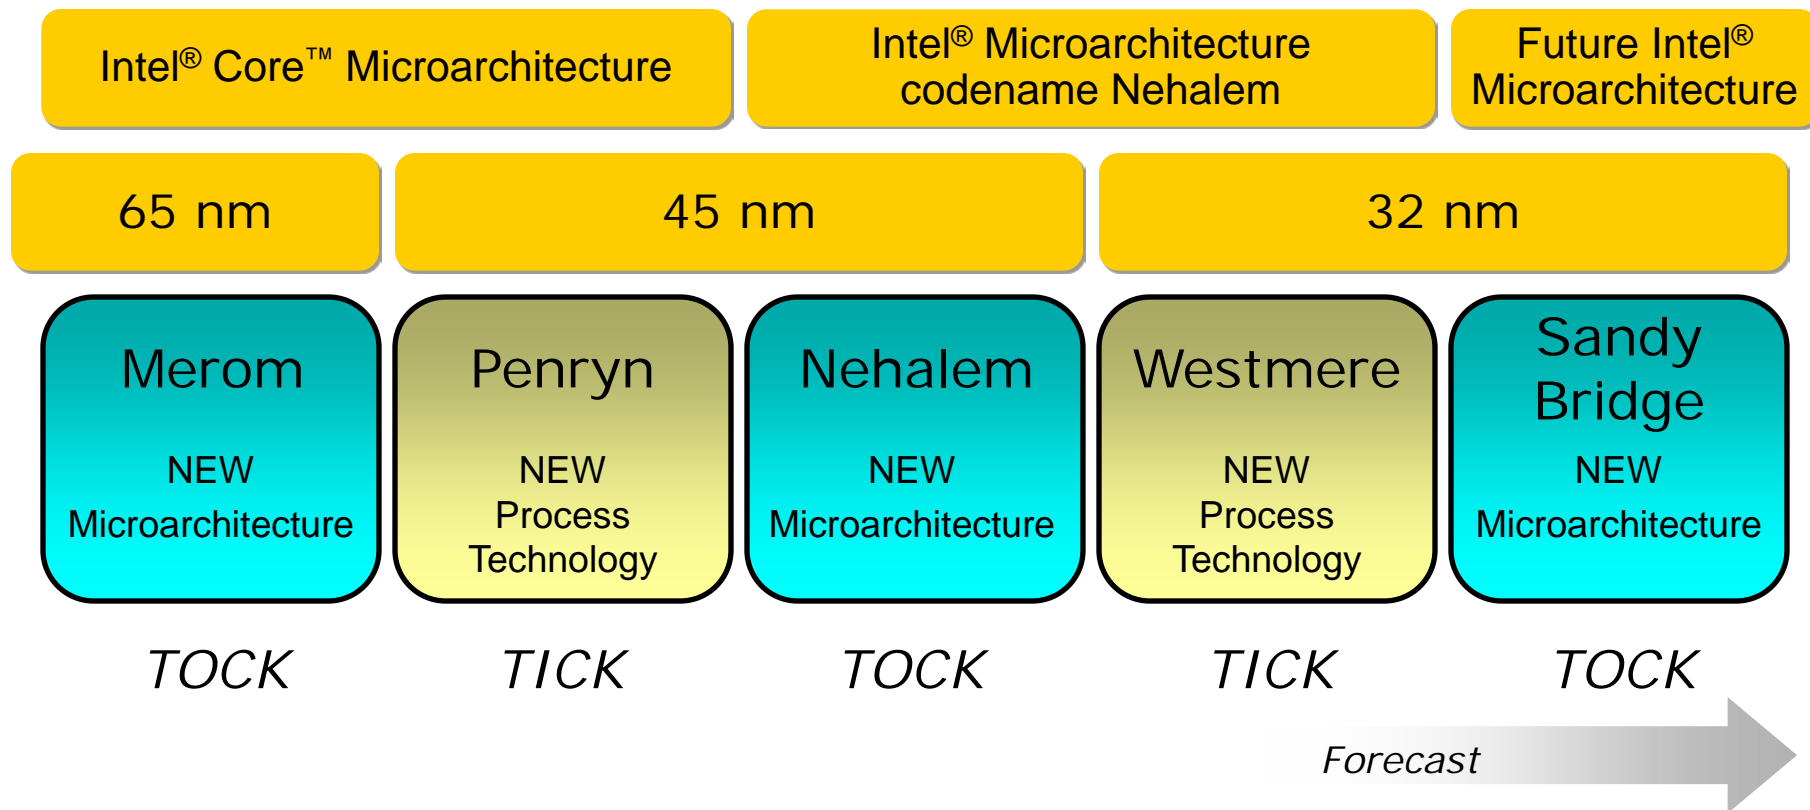 Intel® Core™ Microarchitecture
Intel® Microarchitecture
codename Nehalem
Future Intel®
Microarchitecture
65 nm
45 nm
32 nm
Merom
NEW
Microarchitecture
Penryn
NEW
Process
Technology
Nehalem
NEW
Microarchitecture
Westmere
NEW
Process
Technology
Sandy
Bridge
NEW
Microarchitecture
TOCK
TICK
TOCK
TICK
TOCK
Forecast